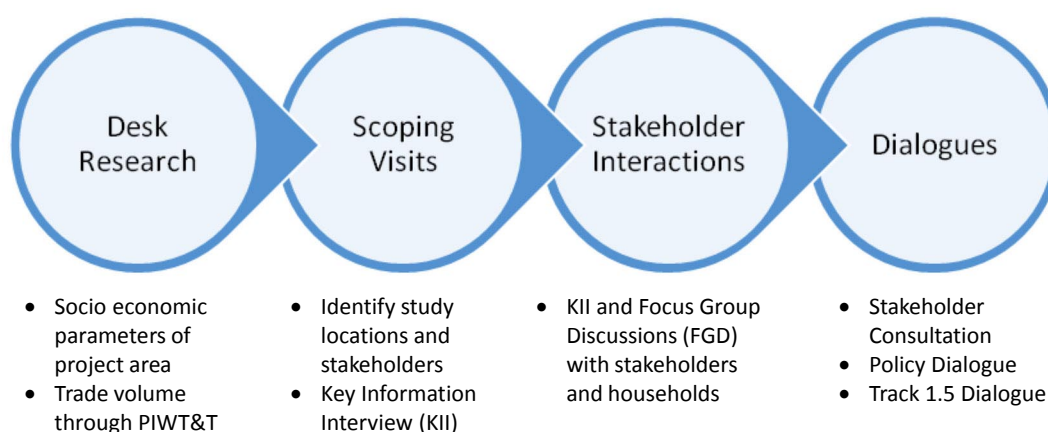 Desk
Research
Scoping
Visits
Stakeholder
Interactions
Dialogues
• Socio economic
parameters of
project area
• Trade volume
through PIWT&T
• Identify study
locations and
stakeholders
• Key Information
Interview (KII)
• KII and Focus Group
Discussions (FGD)
with stakeholders
and households
• Stakeholder
Consultation
• Policy Dialogue
• Track 1.5 Dialogue